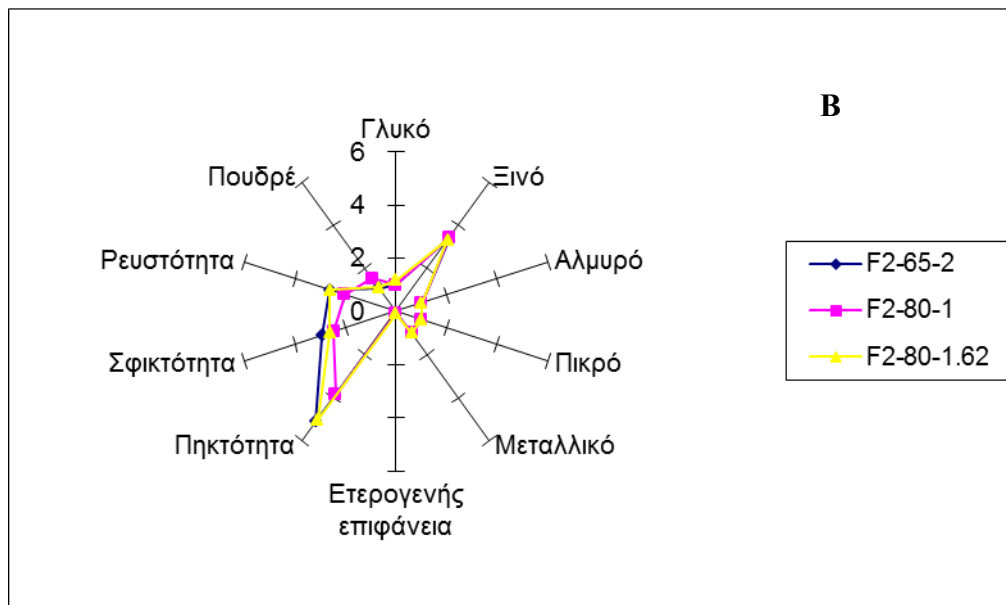 B
Γλυκό
6
Πουδρέ
Ξινό
4
Ρευστότητα
Αλμυρό
2
0
Σφικτότητα
Πικρό
Πηκτότητα
Μεταλλικό
Ετερογενής
επιφάνεια
F2-65-2
F2-80-1
F2-80-1.62